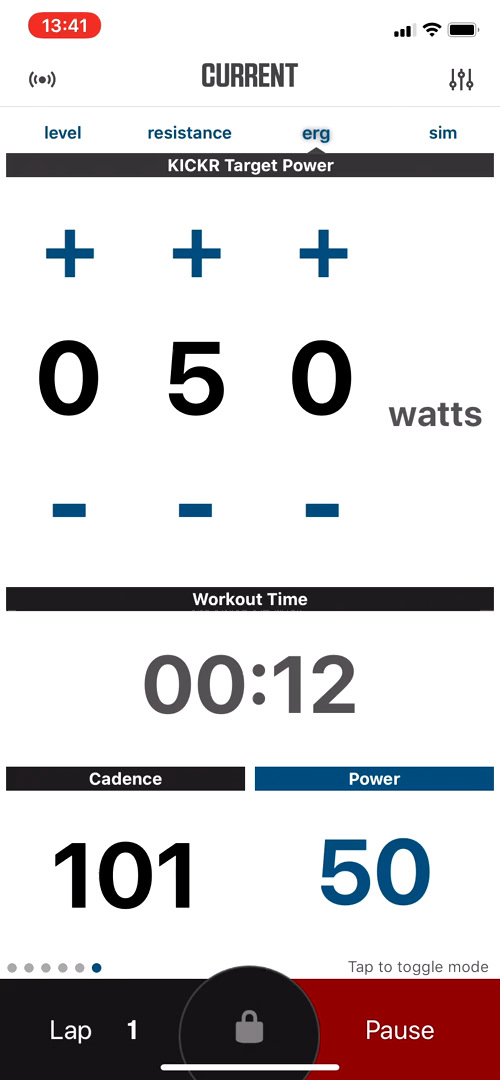 13:41
CURRENT
level resistance erg sim
KICKR Target Power
+ + +
0 5 0 watts
- - -
Workout Time
00:12
Cadence Power
101 50
Tap to toggle mode
Lap 1 Pause